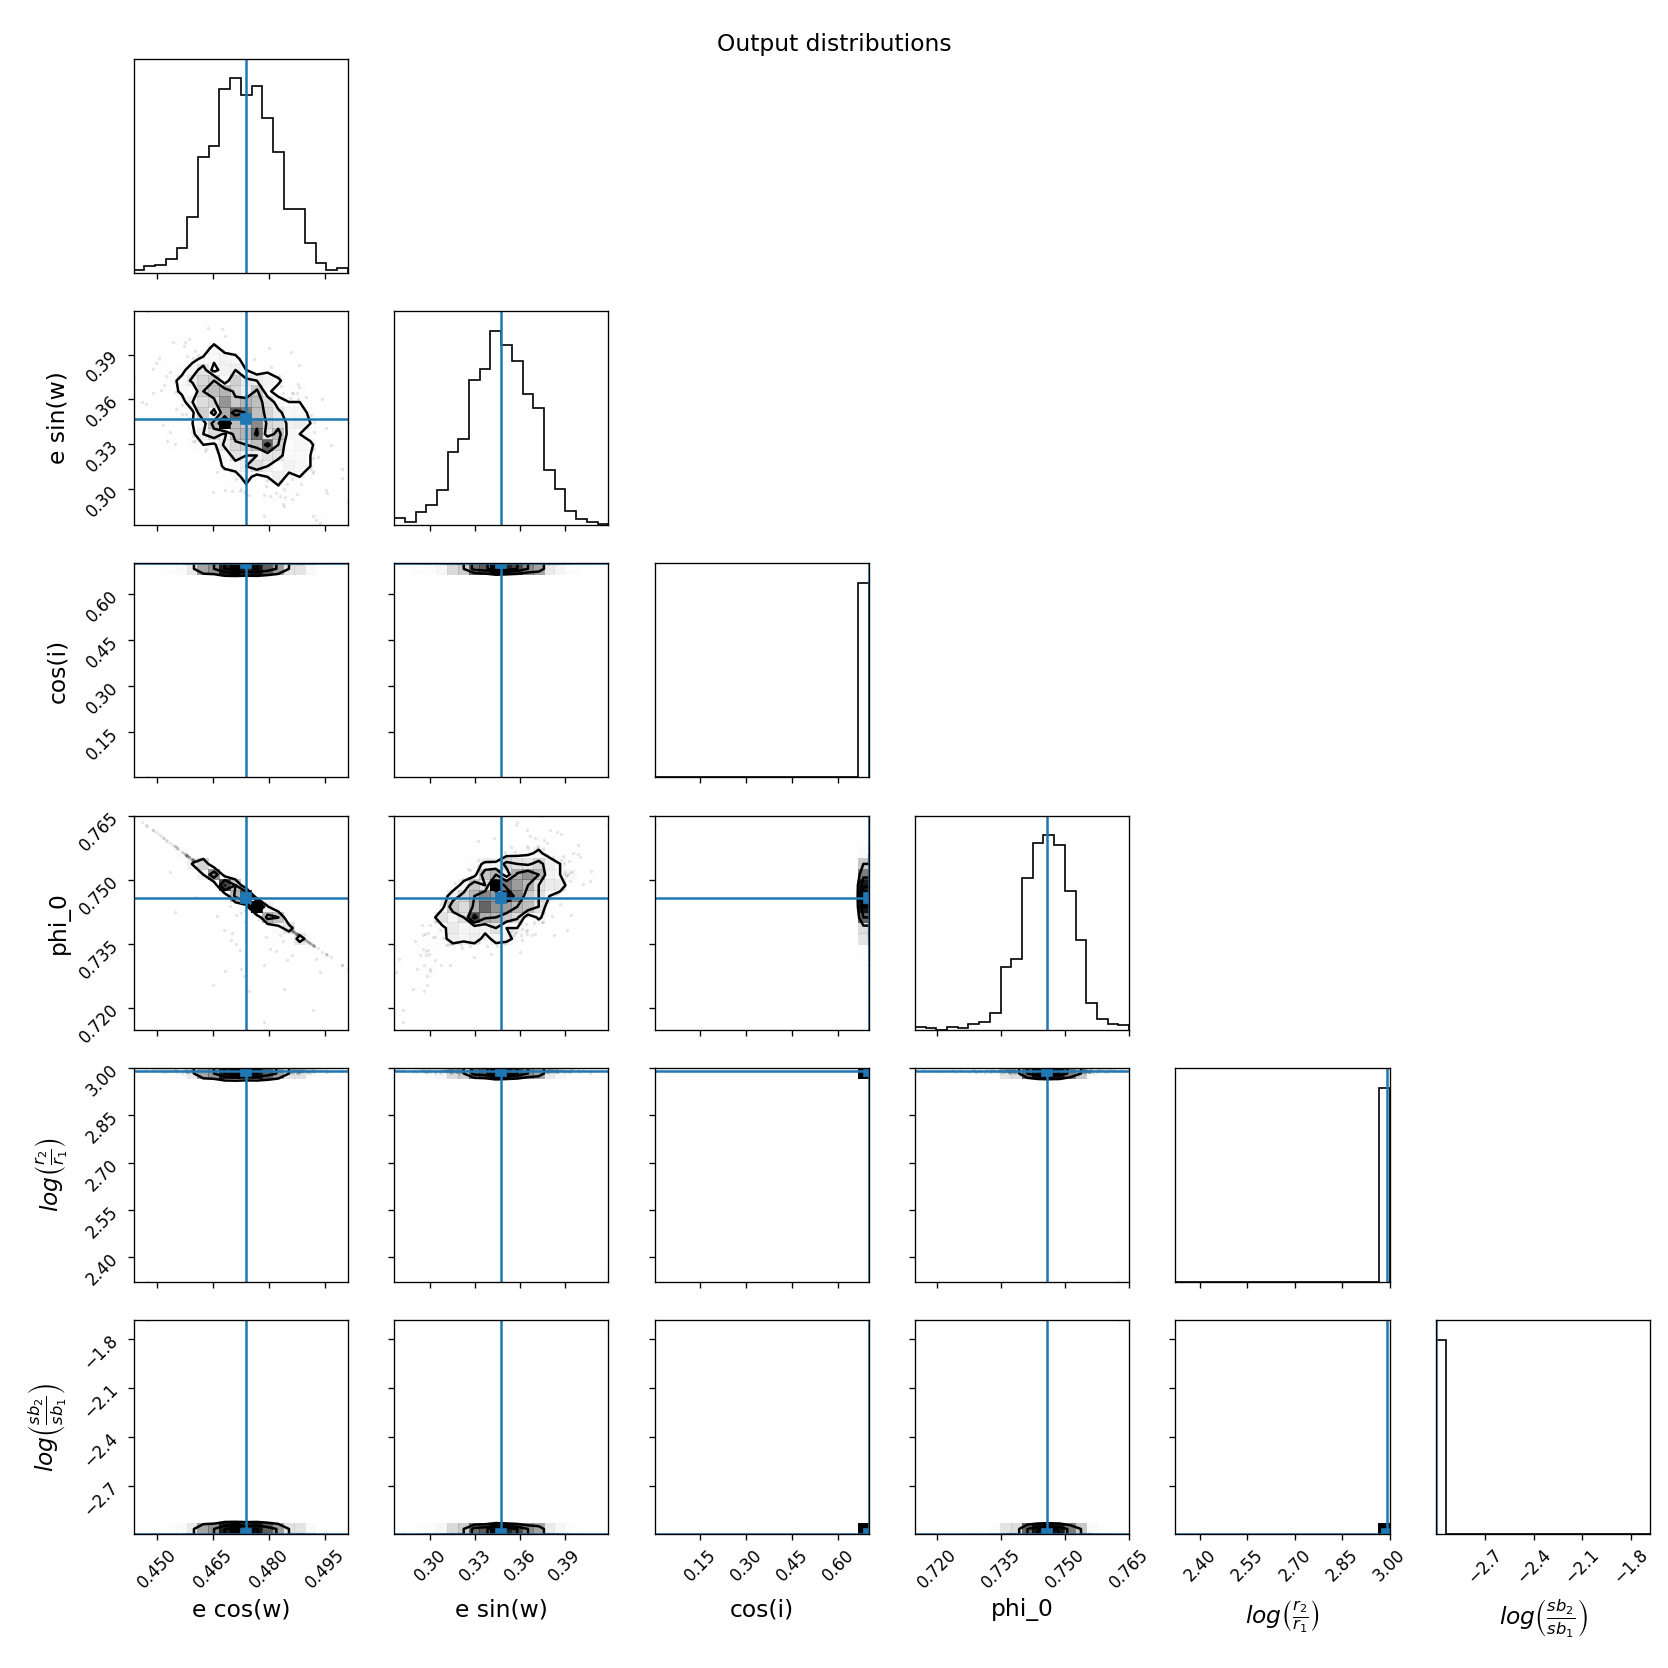 Output distributions
e sin(w)
0.39
0.36
0.33
0.30
cos(i)
0.60
0.45
0.30
0.15
phi_0
0.765
0.750
0.735
0.720
log(r₂/r₁)
3.00
2.85
2.70
2.55
2.40
log(sb₂/sb₁)
−1.8
−2.1
−2.4
−2.7
0.450 0.465 0.480 0.495 0.30 0.33 0.36 0.39 0.15 0.30 0.45 0.60 0.720 0.735 0.750 0.765 2.40 2.55 2.70 2.85 3.00 −2.7 −2.4 −2.1 −1.8
e cos(w) e sin(w) cos(i) phi_0 log(r₂/r₁) log(sb₂/sb₁)